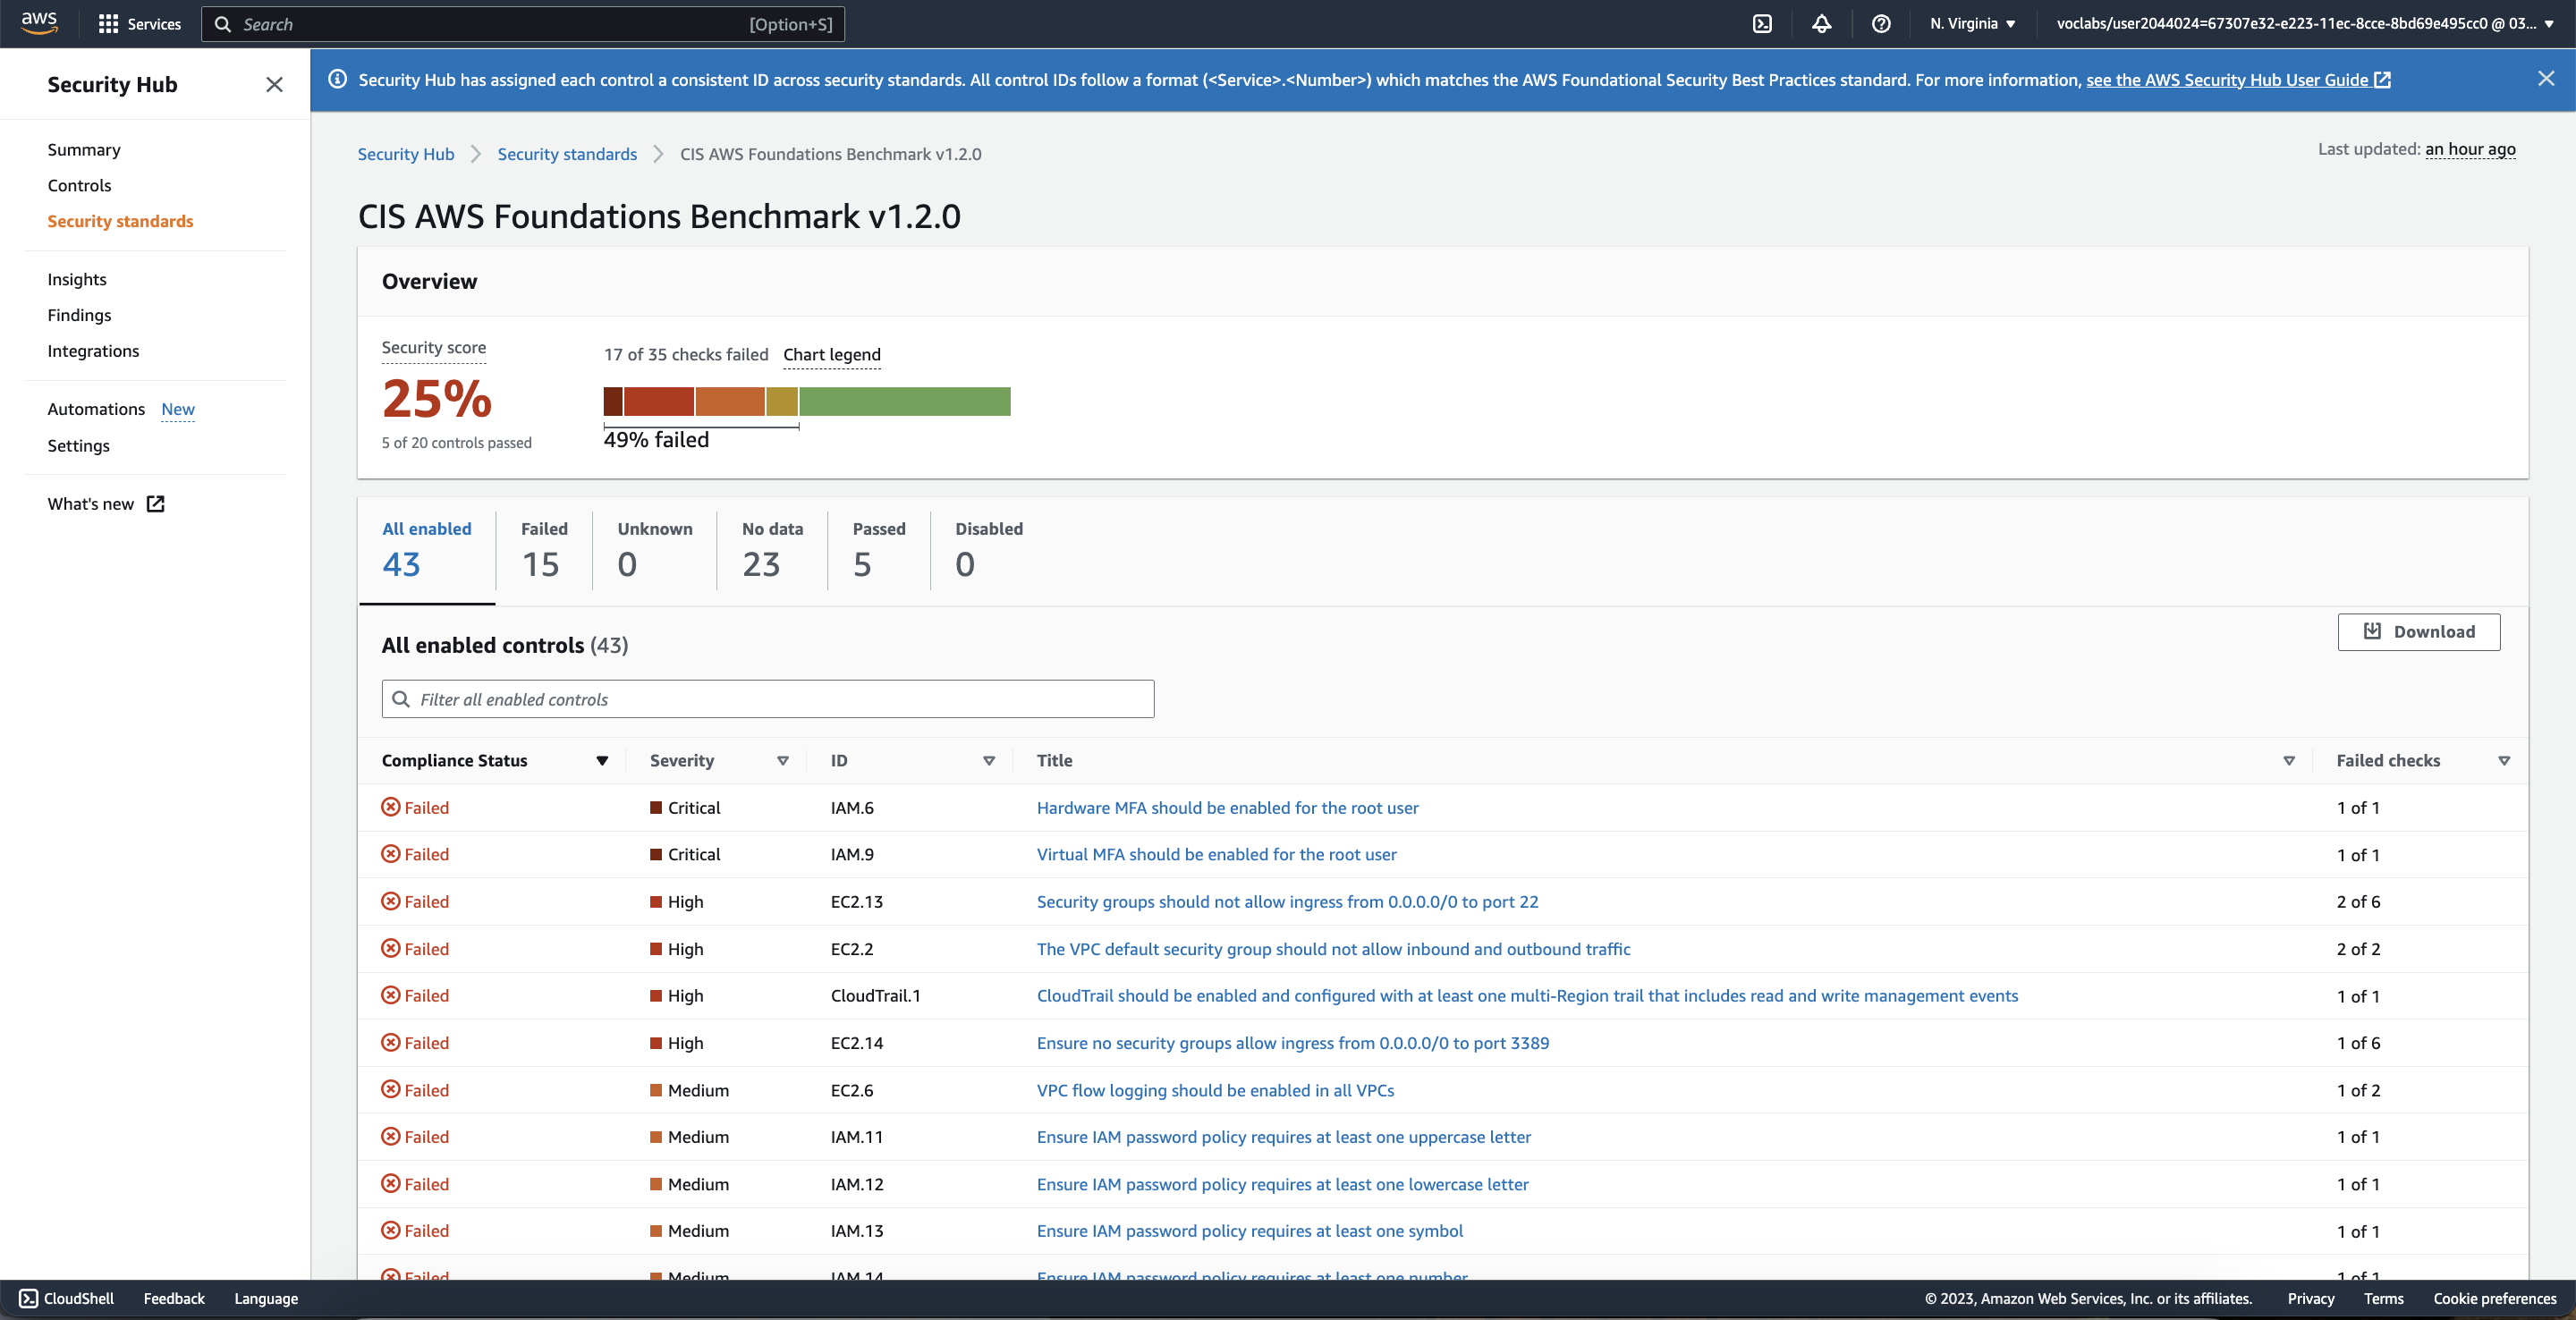 aws Services Search [Option+S] N. Virginia voclabs/user2044024=67307e32-e223-11ec-8cce-8bd69e495cc0 @ 03...
Security Hub has assigned each control a consistent ID across security standards. All control IDs follow a format (<Service>.<Number>) which matches the AWS Foundational Security Best Practices standard. For more information, see the AWS Security Hub User Guide
Security Hub
Summary
Controls
Security standards
Insights
Findings
Integrations
Automations New
Settings
What's new
Security Hub Security standards CIS AWS Foundations Benchmark v1.2.0
Last updated: an hour ago
CIS AWS Foundations Benchmark v1.2.0
Overview
Security score
25%
5 of 20 controls passed
17 of 35 checks failed Chart legend
49% failed
All enabled Failed Unknown No data Passed Disabled
43 15 0 23 5 0
All enabled controls (43)
Download
Filter all enabled controls
Compliance Status Severity ID Title Failed checks
Failed Critical IAM.6 Hardware MFA should be enabled for the root user 1 of 1
Failed Critical IAM.9 Virtual MFA should be enabled for the root user 1 of 1
Failed High EC2.13 Security groups should not allow ingress from 0.0.0.0/0 to port 22 2 of 6
Failed High EC2.2 The VPC default security group should not allow inbound and outbound traffic 2 of 2
Failed High CloudTrail.1 CloudTrail should be enabled and configured with at least one multi-Region trail that includes read and write management events 1 of 1
Failed High EC2.14 Ensure no security groups allow ingress from 0.0.0.0/0 to port 3389 1 of 6
Failed Medium EC2.6 VPC flow logging should be enabled in all VPCs 1 of 2
Failed Medium IAM.11 Ensure IAM password policy requires at least one uppercase letter 1 of 1
Failed Medium IAM.12 Ensure IAM password policy requires at least one lowercase letter 1 of 1
Failed Medium IAM.13 Ensure IAM password policy requires at least one symbol 1 of 1
Failed Medium IAM.14 Ensure IAM password policy requires at least one number 1 of 1
CloudShell Feedback Language © 2023, Amazon Web Services, Inc. or its affiliates. Privacy Terms Cookie preferences